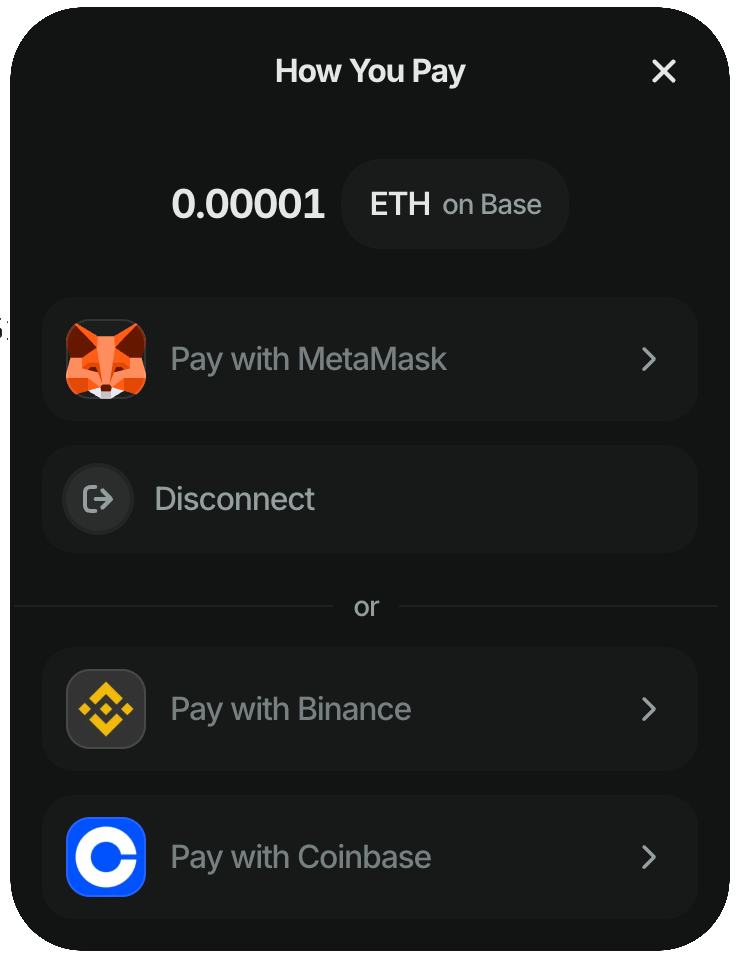 How You Pay
0.00001 ETH on Base
Pay with MetaMask
Disconnect
or
Pay with Binance
Pay with Coinbase